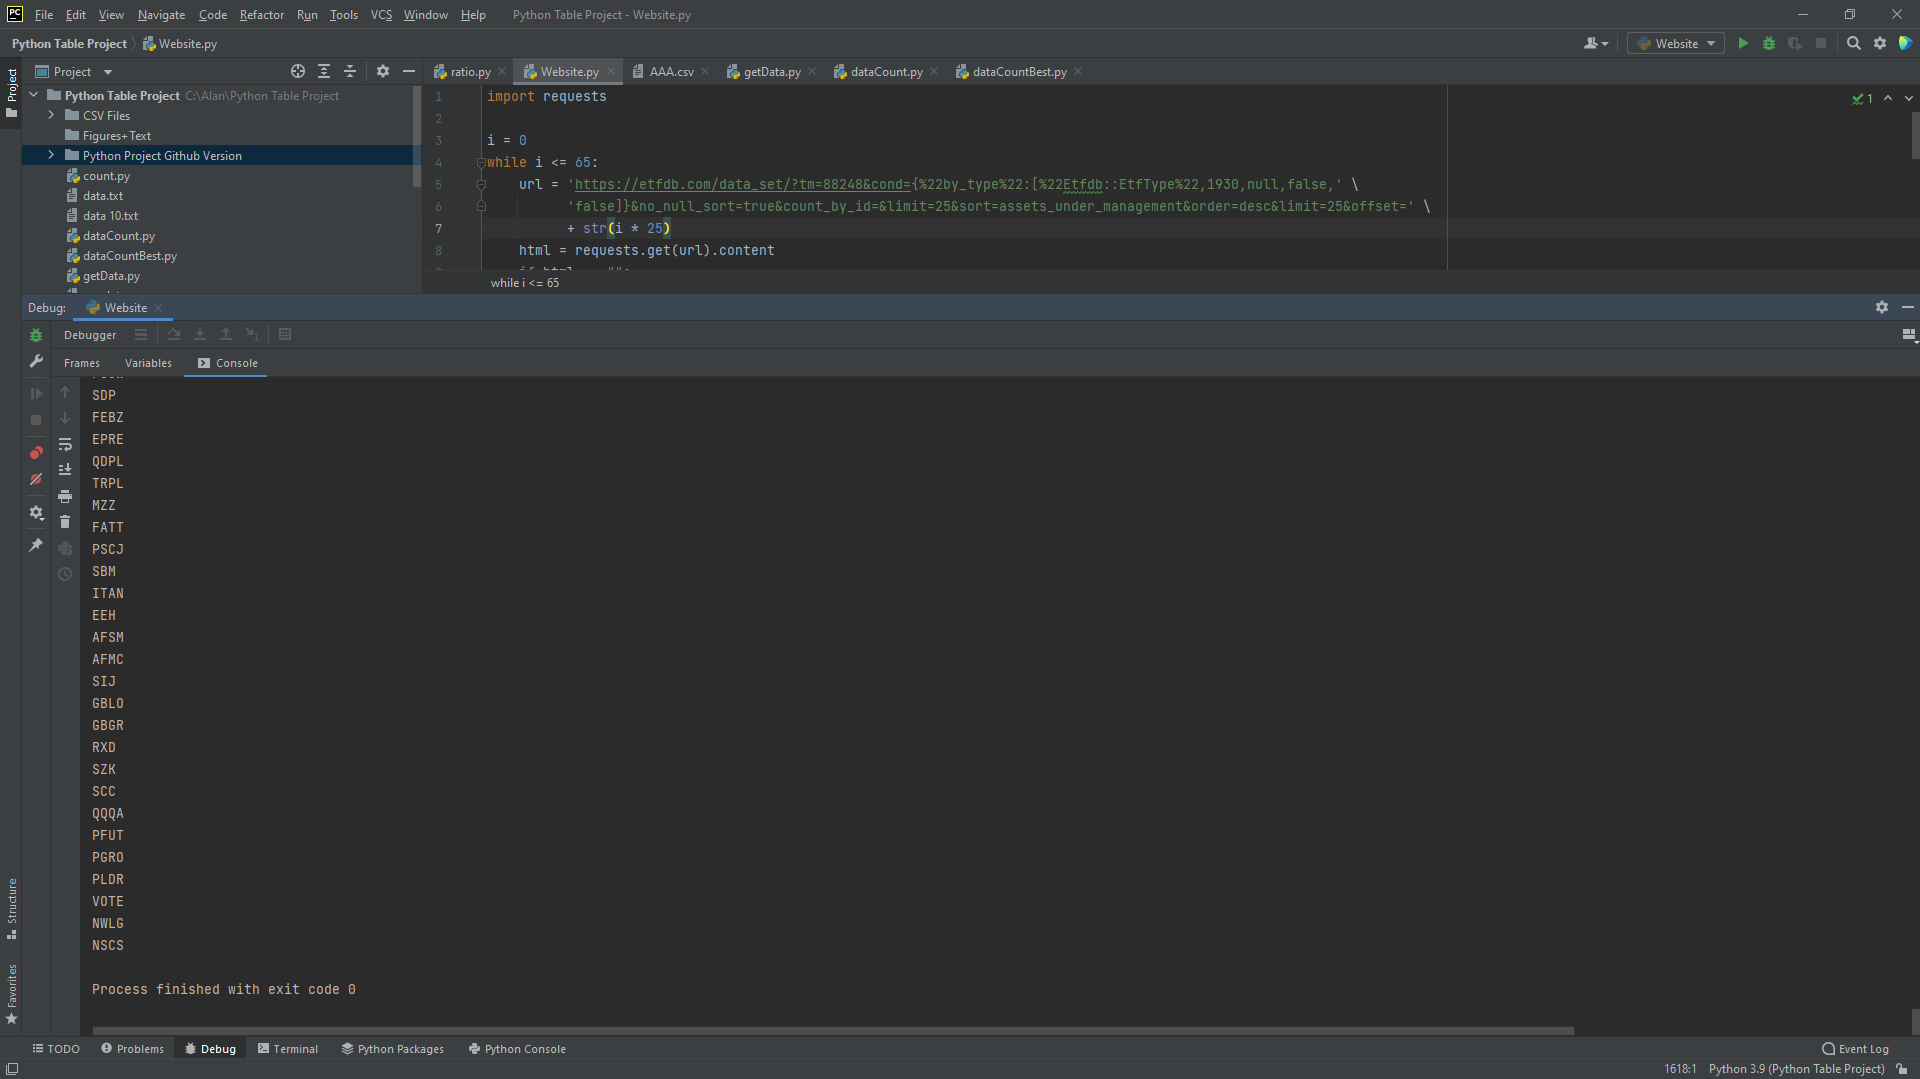 PC File Edit View Navigate Code Refactor Run Tools VCS Window Help Python Table Project - Website.py
Python Table Project Website.py Website
Project
Project
ratio.py Website.py AAA.csv getData.py dataCount.py dataCountBest.py
Python Table Project C:\Alan\Python Table Project
CSV Files
Figures+Text
Python Project Github Version
count.py
data.txt
data 10.txt
dataCount.py
dataCountBest.py
getData.py
1 import requests
2
3 i = 0
4 while i <= 65:
5 url = 'https://etfdb.com/data_set/?tm=88248&cond={%22by_type%22:[%22Etfdb::EtfType%22,1930,null,false,' \
6 'false]}&no_null_sort=true&count_by_id=&limit=25&sort=assets_under_management&order=desc&limit=25&offset=' \
7 + str(i * 25)
8 html = requests.get(url).content
1
while i <= 65
Debug: Website
Debugger
Frames Variables Console
SDP
FEBZ
EPRE
QDPL
TRPL
MZZ
FATT
PSCJ
SBM
ITAN
EEH
AFSM
AFMC
SIJ
GBLO
GBGR
RXD
SZK
SCC
QQQA
PFUT
PGRO
PLDR
VOTE
NWLG
NSCS
Process finished with exit code 0
Structure
Favorites
TODO Problems Debug Terminal Python Packages Python Console Event Log
1618:1 Python 3.9 (Python Table Project)